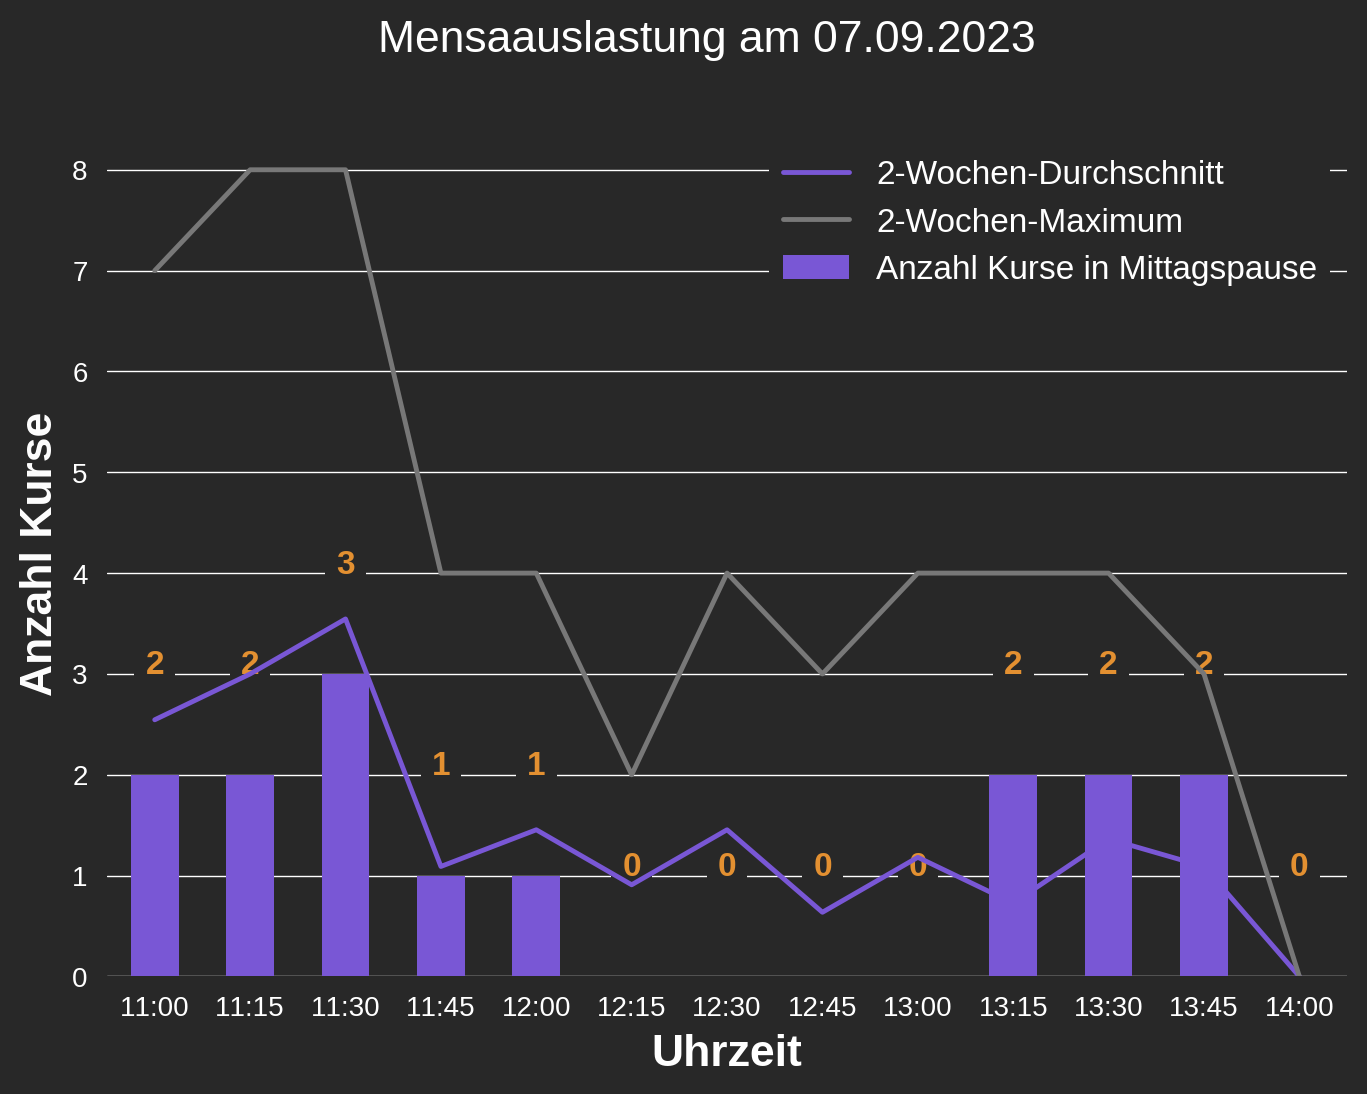 Mensaauslastung am 07.09.2023
2-Wochen-Durchschnitt
2-Wochen-Maximum
Anzahl Kurse in Mittagspause
Anzahl Kurse
8
7
6
5
4
3
2
1
0
3
2 2 2 2 2
1 1
0 0 0 0 0
11:00 11:15 11:30 11:45 12:00 12:15 12:30 12:45 13:00 13:15 13:30 13:45 14:00
Uhrzeit